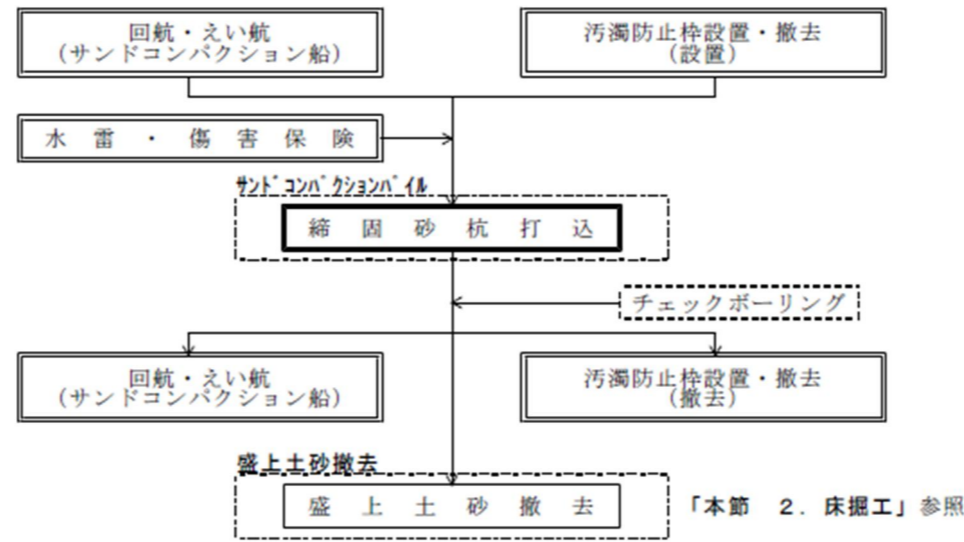 回航・えい航
(サンドコンパクション船)
汚濁防止枠設置・撤去
(設置)
水雷・傷害保険
ｻﾝﾄﾞｺﾝﾊﾟｸｼｮﾝﾊﾟｲﾙ
締固砂杭打込
チェックボーリング
回航・えい航
(サンドコンパクション船)
汚濁防止枠設置・撤去
(撤去)
盛上土砂撤去
盛上土砂撤去
「本節　２．床掘工」参照